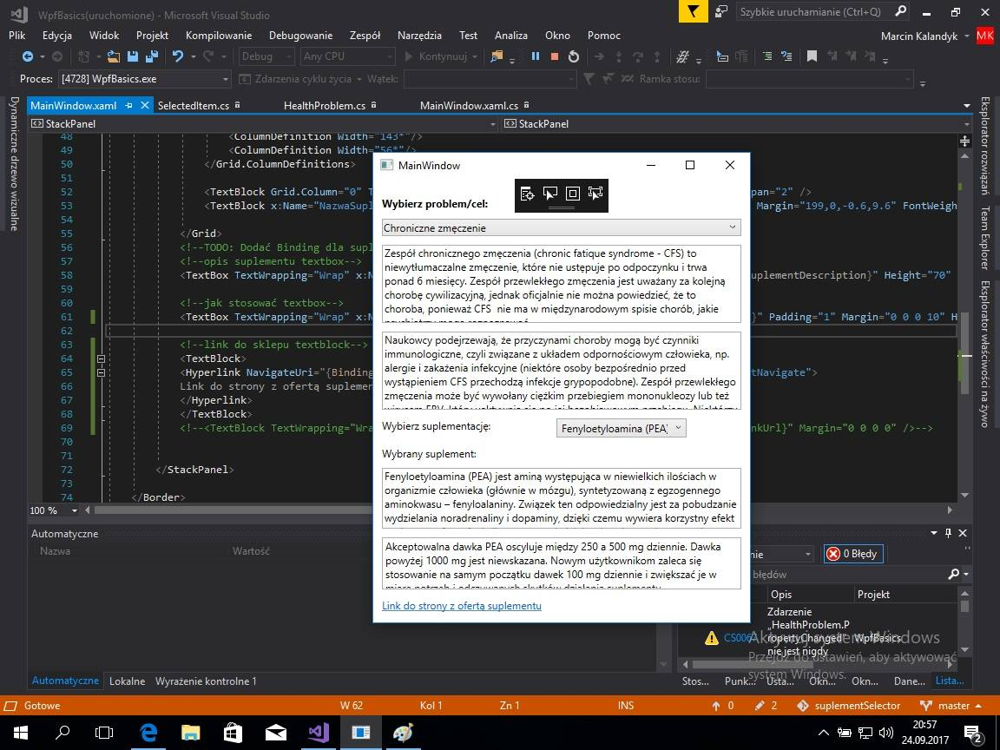 WpfBasics(uruchomione) - Microsoft Visual Studio
Szybkie uruchamianie (Ctrl+Q)
Plik Edycja Widok Projekt Kompilowanie Debugowanie Zespół Narzędzia Test Analiza Okno Pomoc
Marcin Kalandyk MK
Debug Any CPU Kontynuuj
Proces: [4728] WpfBasics.exe Zdarzenia cyklu życia Wątek: Ramka stosu:
Dynamiczne drzewo wizualne
MainWindow.xaml SelectedItem.cs HealthProblem.cs MainWindow.xaml.cs
StackPanel StackPanel
48 <ColumnDefinition Width="143*"/>
49 <ColumnDefinition Width="56*"/>
50 </Grid.ColumnDefinitions>
51
52 <TextBlock Grid.Column="0" T pan="2" />
53 <TextBlock x:Name="NazwaSupl Margin="199,0,-0.6,9.6" FontWeigh
54
55 </Grid>
56 <!--TODO: Dodać Binding dla supl
57 <!--opis suplementu textbox-->
58 <TextBox TextWrapping="Wrap" x:N uplementDescription}" Height="70"
59
60 <!--jak stosować textbox-->
61 <TextBox TextWrapping="Wrap" x:N }" Padding="1" Margin="0 0 0 10" H
62
63 <!--link do sklepu textblock-->
64 <TextBlock>
65 <Hyperlink NavigateUri="{Binding tNavigate">
66 Link do strony z ofertą suplemen
67 </Hyperlink>
68 </TextBlock>
69 <!--<TextBlock TextWrapping="Wra nkUrl}" Margin="0 0 0 0" />-->
70
71
72 </StackPanel>
73
74 </Border>
100 %
MainWindow
Wybierz problem/cel:
Chroniczne zmęczenie
Zespół chronicznego zmęczenia (chronic fatique syndrome - CFS) to
niewytłumaczalne zmęczenie, które nie ustępuje po odpoczynku i trwa
ponad 6 miesięcy. Zespół przewlekłego zmęczenia jest uważany za kolejną
chorobę cywilizacyjną, jednak oficjalnie nie można powiedzieć, że to
choroba, ponieważ CFS nie ma w międzynarodowym spisie chorób, jakie
Naukowcy podejrzewają, że przyczynami choroby mogą być czynniki
immunologiczne, czyli związane z układem odpornościowym człowieka, np.
alergie i zakażenia infekcyjne (niektóre osoby bezpośrednio przed
wystąpieniem CFS przechodzą infekcje grypopodobne). Zespół przewlekłego
zmęczenia może być wywołany ciężkim przebiegiem mononukleozy lub też
Wybierz suplementację: Fenyloetyloamina (PEA)
Wybrany suplement:
Fenyloetyloamina (PEA) jest aminą występująca w niewielkich ilościach w
organizmie człowieka (głównie w mózgu), syntetyzowaną z egzogennego
aminokwasu – fenyloalaniny. Związek ten odpowiedzialny jest za pobudzanie
wydzielania noradrenaliny i dopaminy, dzięki czemu wywiera korzystny efekt
Akceptowalna dawka PEA oscyluje między 250 a 500 mg dziennie. Dawka
powyżej 1000 mg jest niewskazana. Nowym użytkownikom zaleca się
stosowanie na samym początku dawek 100 mg dziennie i zwiększać je w
Link do strony z ofertą suplementu
Eksplorator rozwiązań
Team Explorer
Eksplorator właściwości na żywo
Automatyczne
Nazwa Wartość
nie 0 Błędy
błędów
Opis Projekt
Zdarzenie
„HealthProblem.P
CS006 ropertyChanged" WpfBasics
nie jest nigdy
Aktywuj system Windows
Przejdź do ustawień, aby aktywować
system Windows.
Automatyczne Lokalne Wyrażenie kontrolne 1
Stos... Punk... Usta... Okn... Okn... Dane... Lista...
Gotowe W 62 Kol 1 Zn 1 INS 0 2 suplementSelector master
20:57
24.09.2017
2